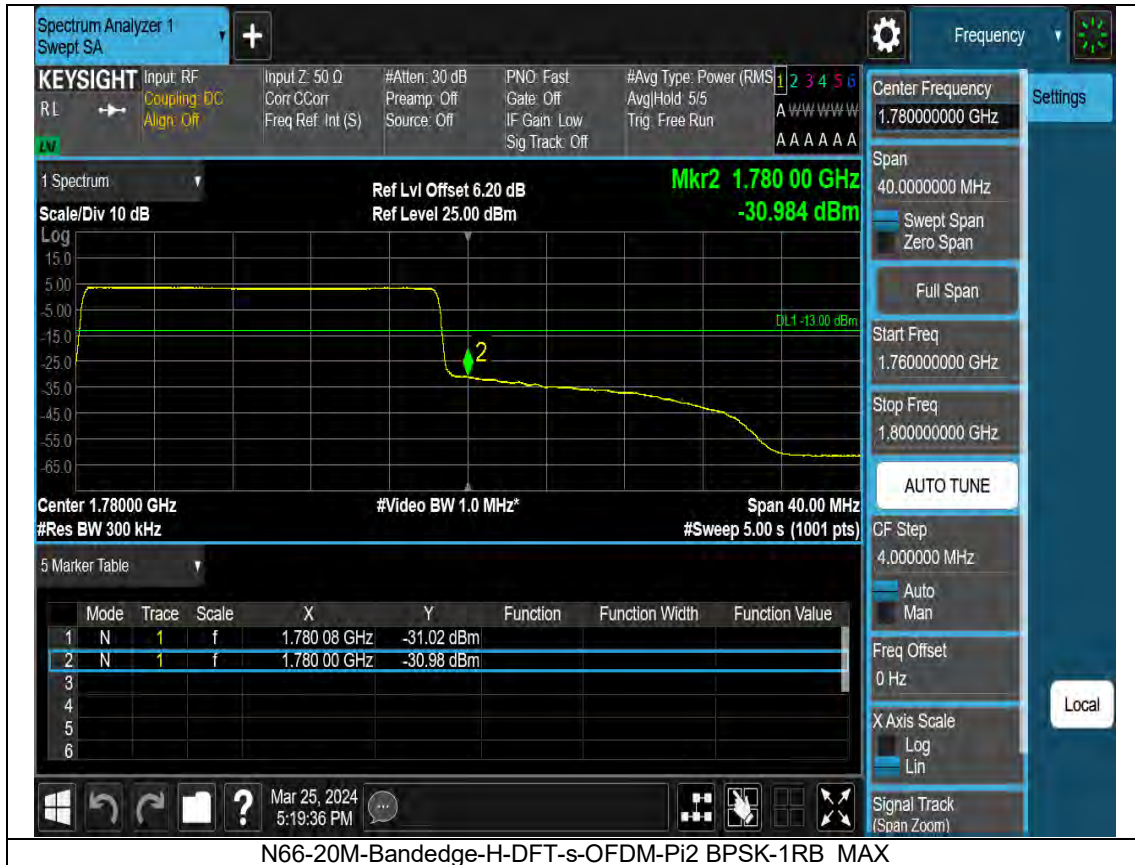 Spectrum Analyzer 1
Swept SA
+
Frequency
KEYSIGHT
RL
Input: RF
Coupling: DC
Align: Off
Input Z: 50 Ω
Corr CCorr
Freq Ref: Int (S)
#Atten: 30 dB
Preamp: Off
Source: Off
PNO: Fast
Gate: Off
IF Gain: Low
Sig Track: Off
#Avg Type: Power (RMS
Avg|Hold: 5/5
Trig: Free Run
1 2 3 4 5 6
A W W W W W
A A A A A A
1 Spectrum
Scale/Div 10 dB
Ref Lvl Offset 6.20 dB
Ref Level 25.00 dBm
Mkr2 1.780 00 GHz
-30.984 dBm
Log
15.0
5.00
-5.00
-15.0
-25.0
-35.0
-45.0
-55.0
-65.0
DL1 -13.00 dBm
2
Center 1.78000 GHz
#Res BW 300 kHz
#Video BW 1.0 MHz*
Span 40.00 MHz
#Sweep 5.00 s (1001 pts)
5 Marker Table
Mode Trace Scale X Y Function Function Width Function Value
1 N 1 f 1.780 08 GHz -31.02 dBm
2 N 1 f 1.780 00 GHz -30.98 dBm
3
4
5
6
?
Mar 25, 2024
5:19:36 PM
Center Frequency
1.780000000 GHz
Settings
Span
40.0000000 MHz
Swept Span
Zero Span
Full Span
Start Freq
1.760000000 GHz
Stop Freq
1.800000000 GHz
AUTO TUNE
CF Step
4.000000 MHz
Auto
Man
Freq Offset
0 Hz
X Axis Scale
Log
Lin
Local
Signal Track
(Span Zoom)
N66-20M-Bandedge-H-DFT-s-OFDM-Pi2 BPSK-1RB_MAX